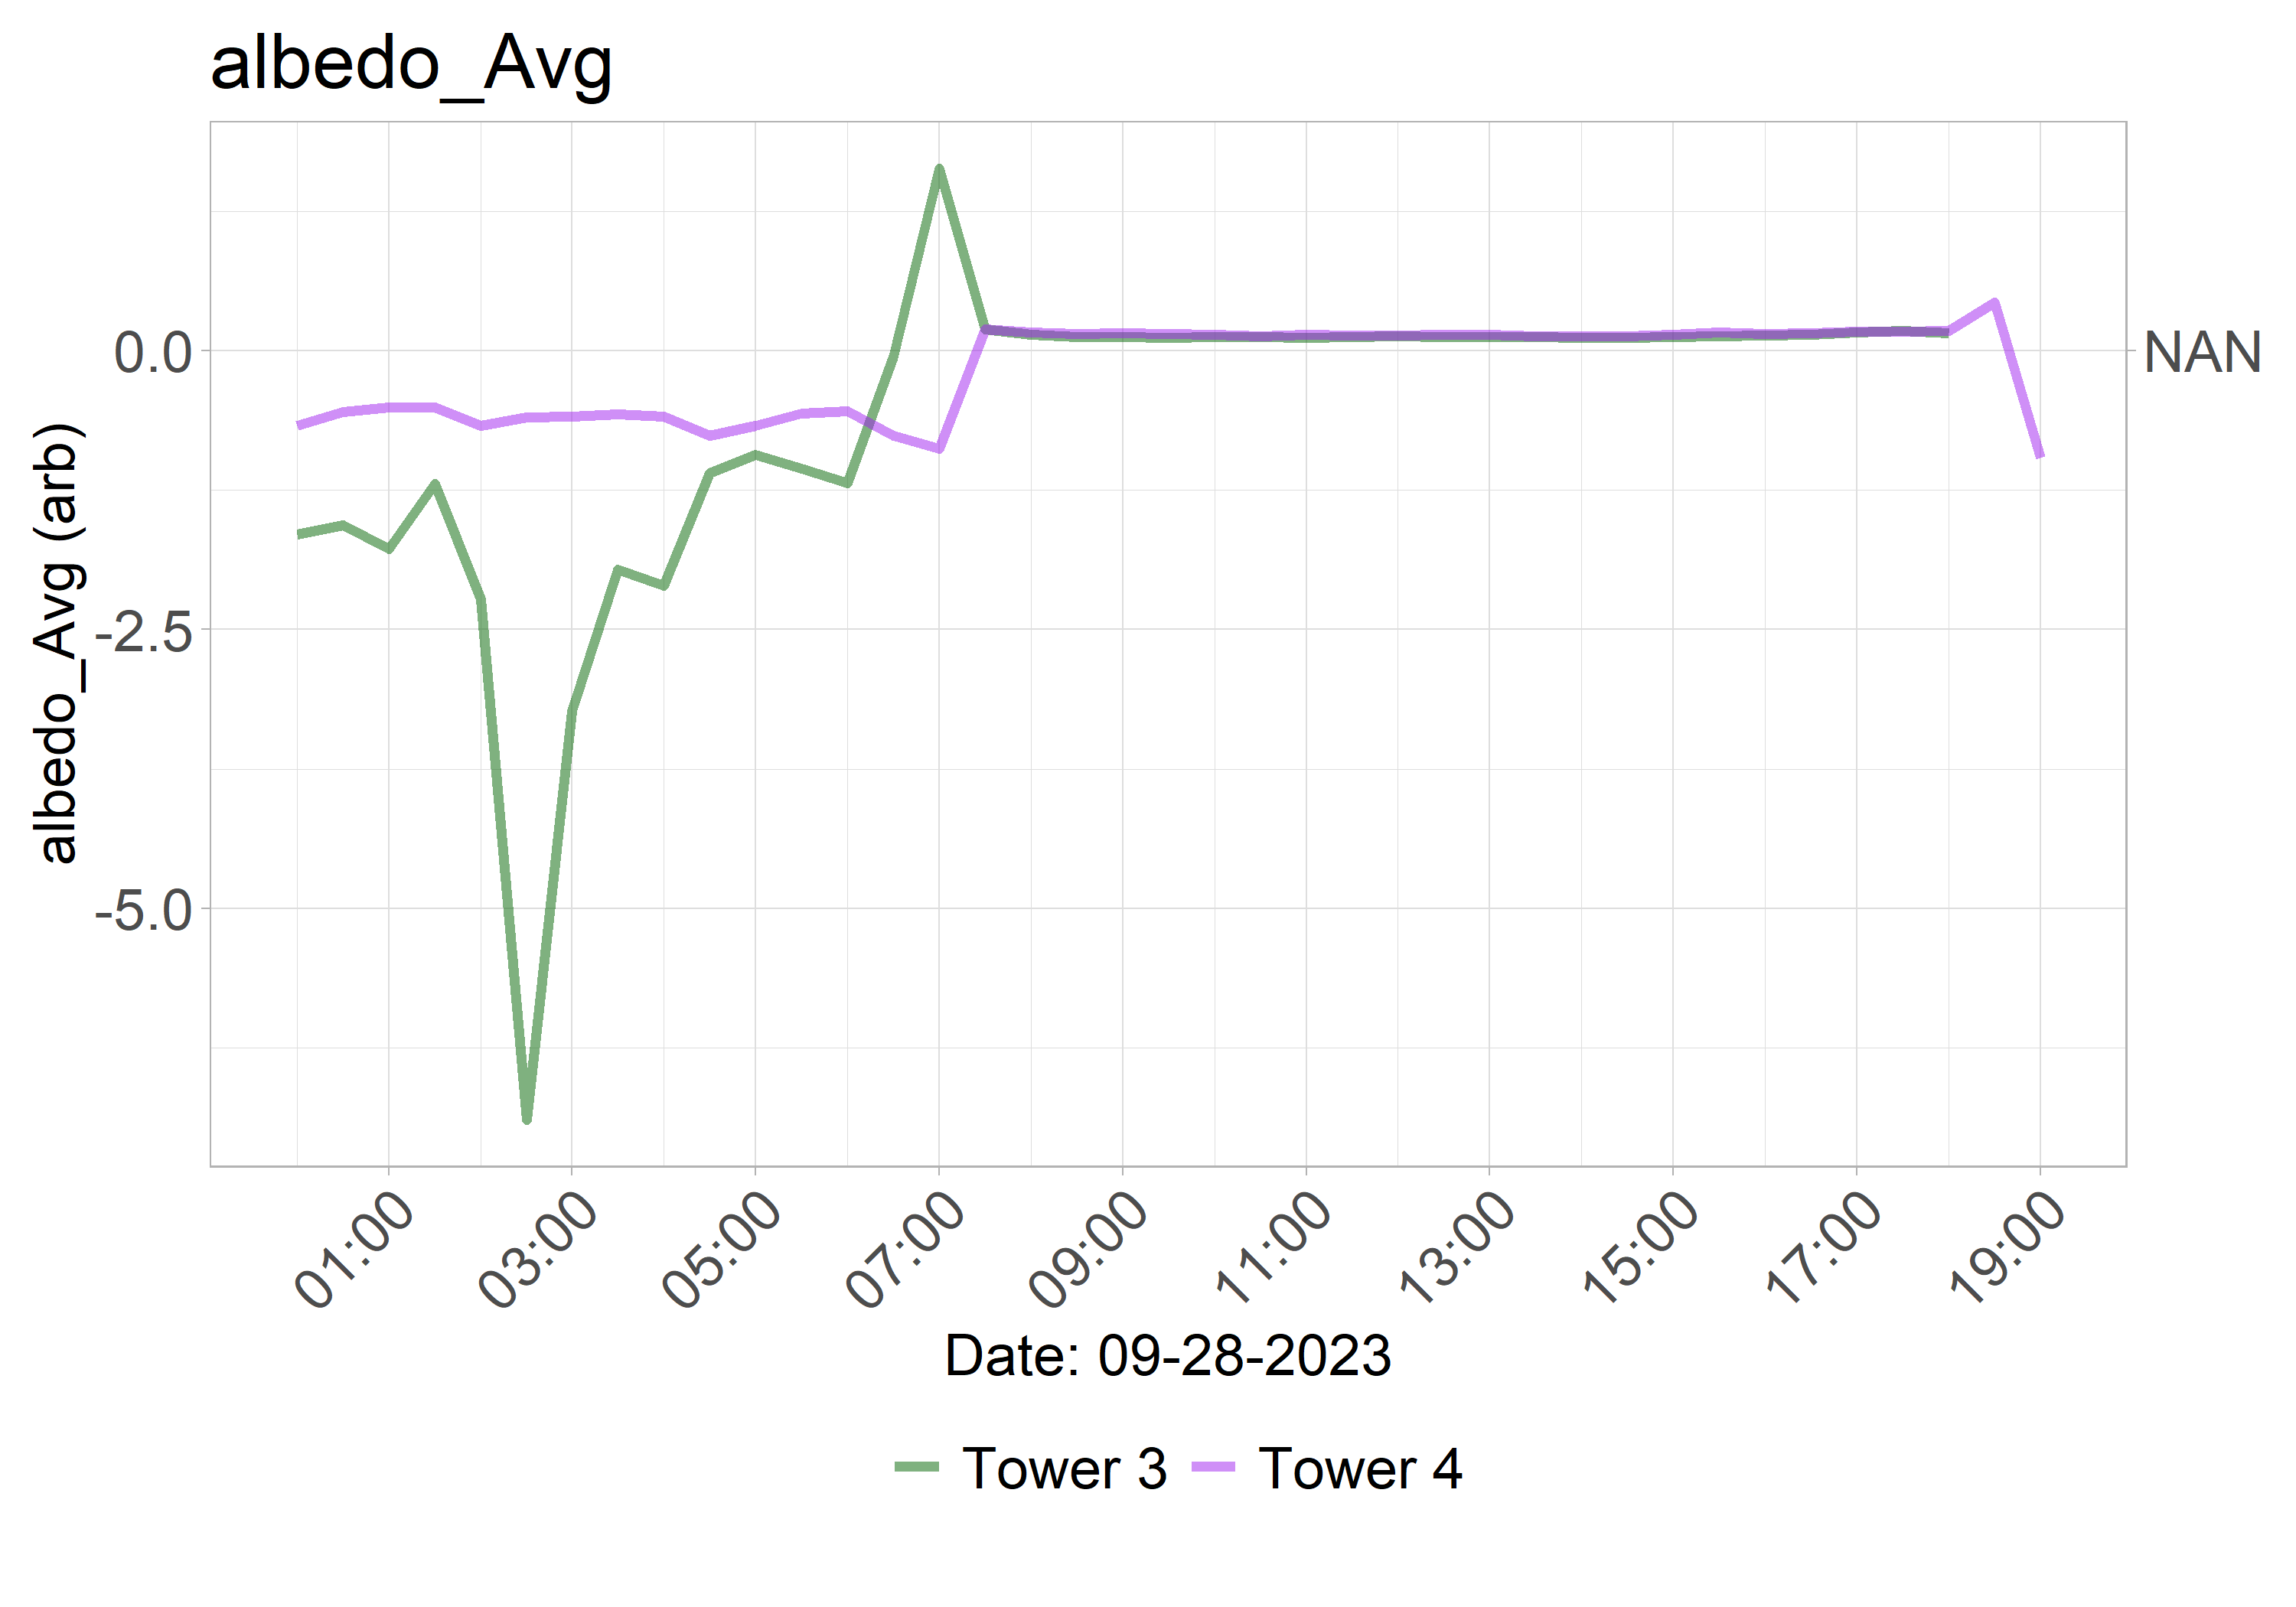 albedo_Avg
albedo_Avg (arb)
0.0
-2.5
-5.0
NAN
01:00
03:00
05:00
07:00
09:00
11:00
13:00
15:00
17:00
19:00
Date: 09-28-2023
Tower 3
Tower 4